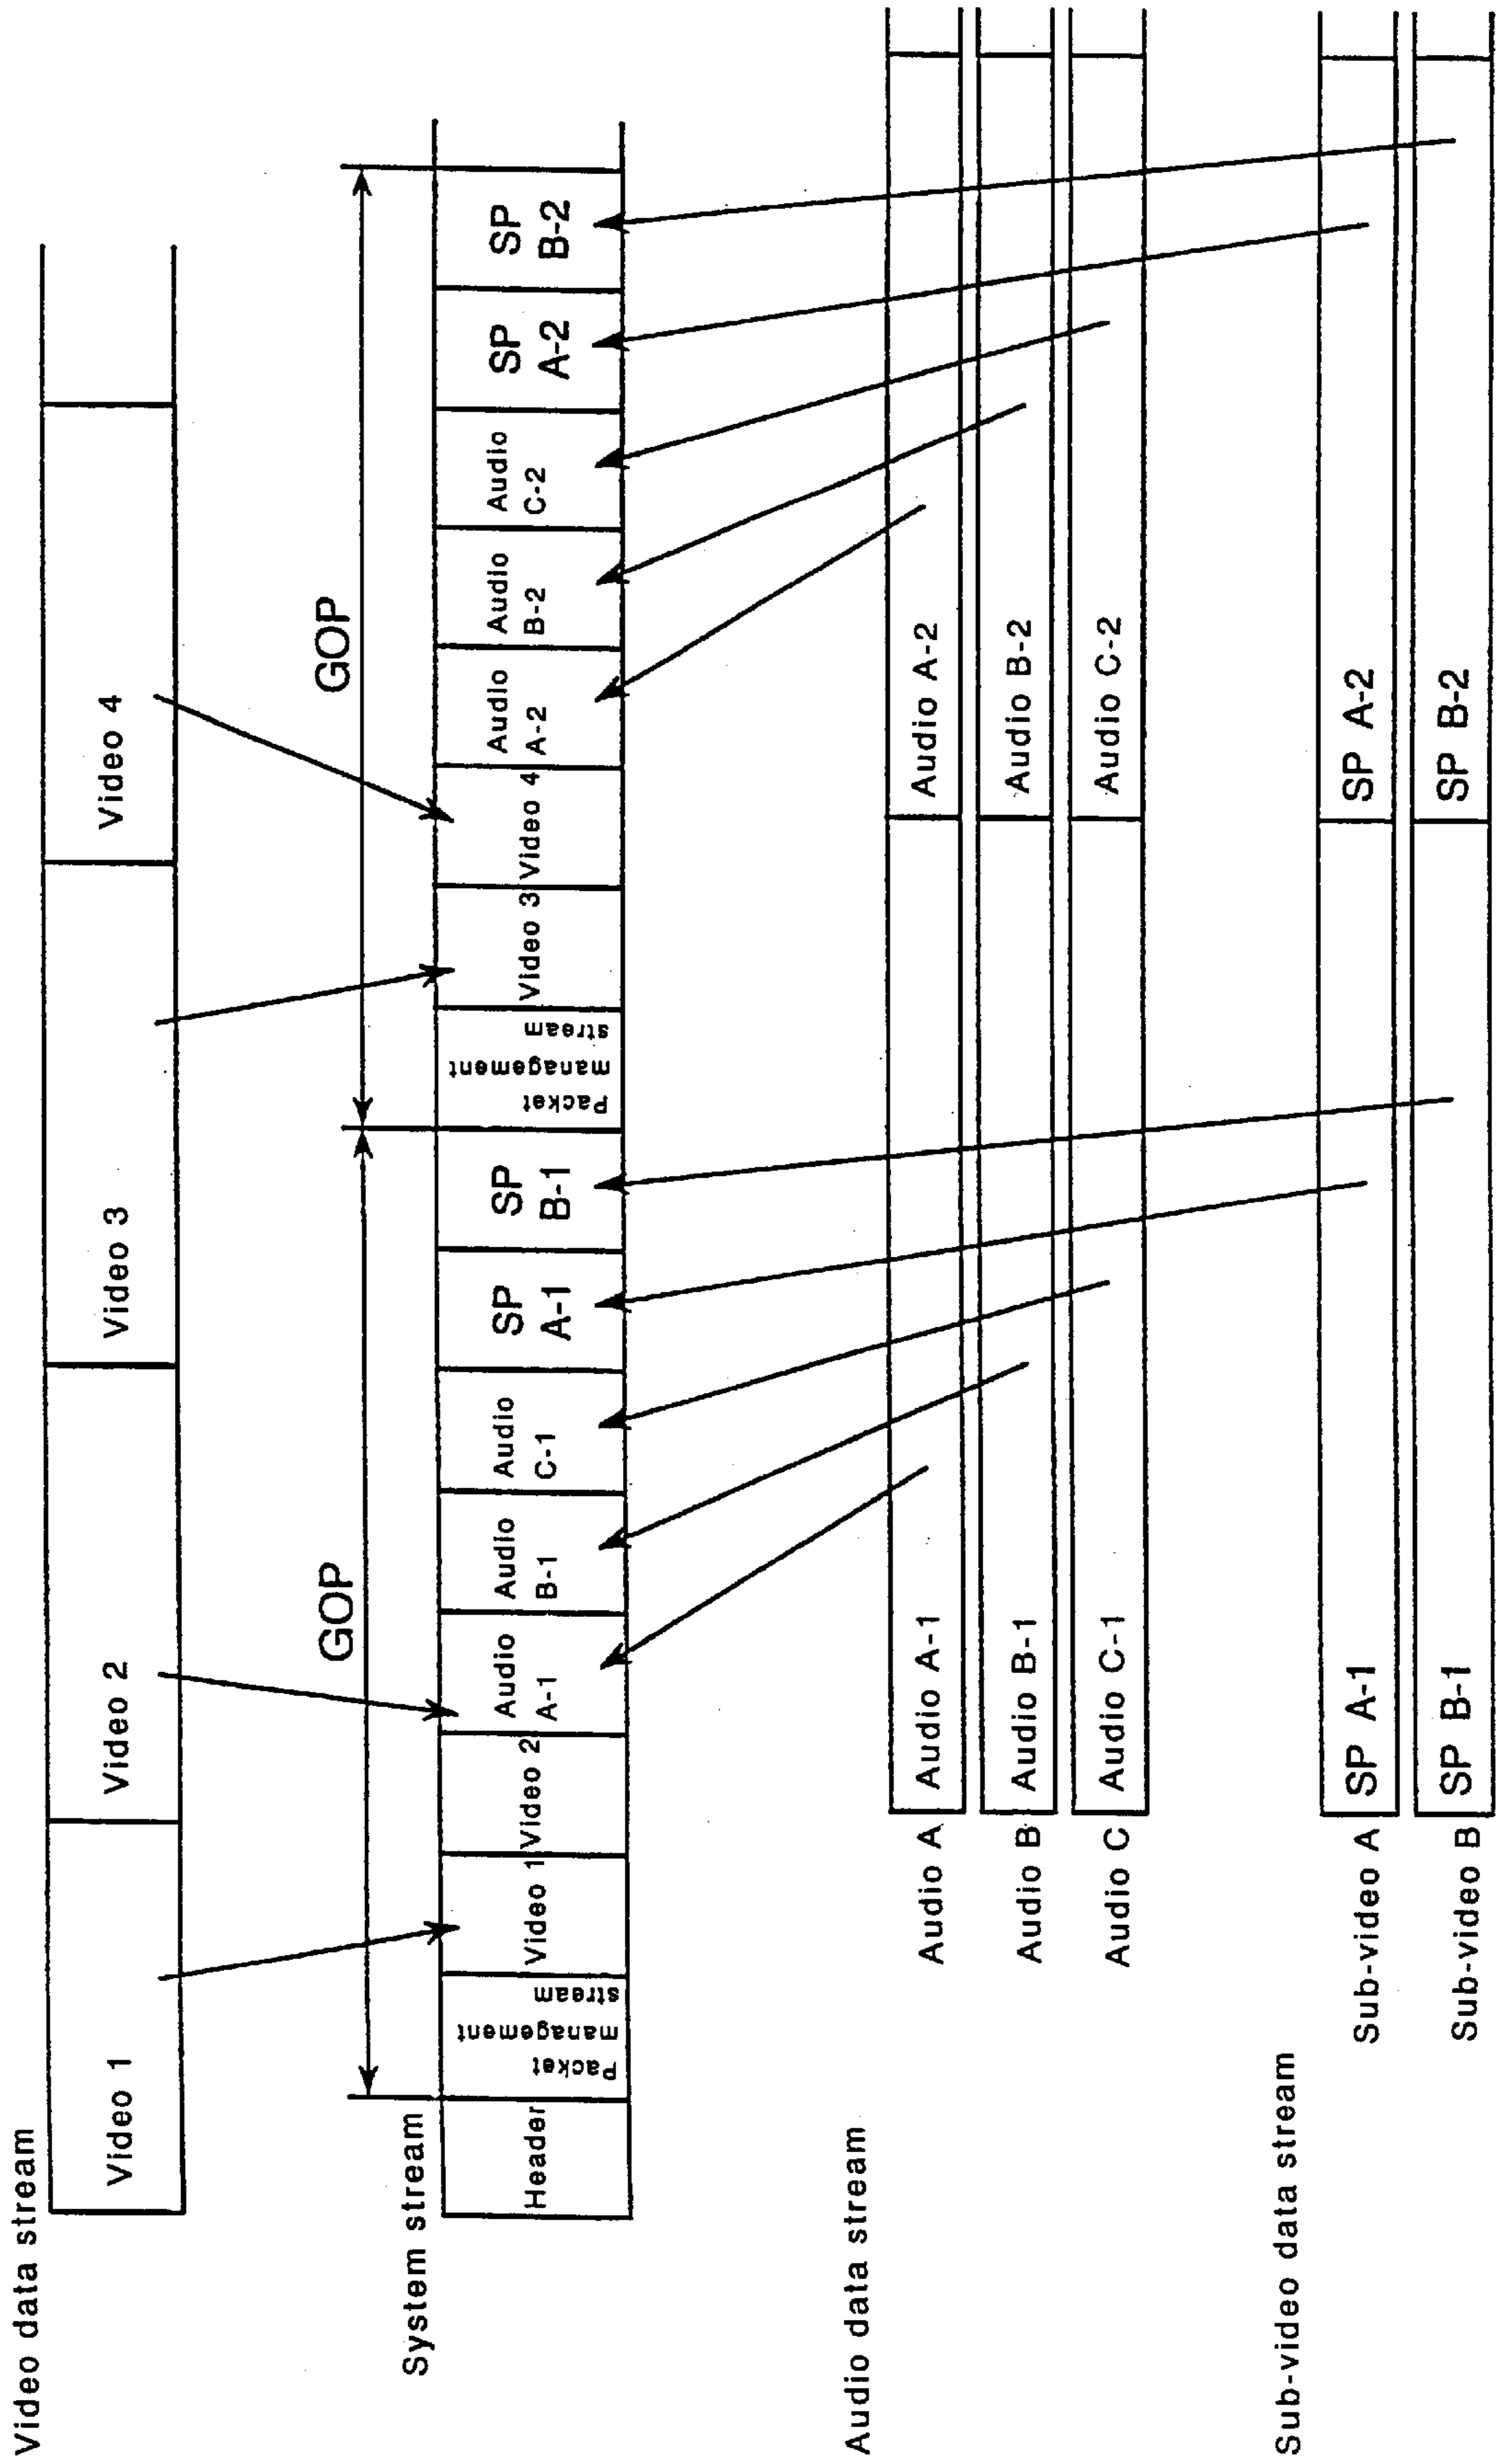 Video data stream
Video 1
Video 2
Video 3
Video 4
GOP
GOP
System stream
Header
Packet
management
stream
Video 1
Video 2
Audio
A-1
Audio
B-1
Audio
C-1
SP
A-1
SP
B-1
Packet
management
stream
Video 3
Video 4
Audio
A-2
Audio
B-2
Audio
C-2
SP
A-2
SP
B-2
Audio data stream
Audio A
Audio A-1
Audio A-2
Audio B
Audio B-1
Audio B-2
Audio C
Audio C-1
Audio C-2
Sub-video data stream
Sub-video A
SP A-1
SP A-2
Sub-video B
SP B-1
SP B-2